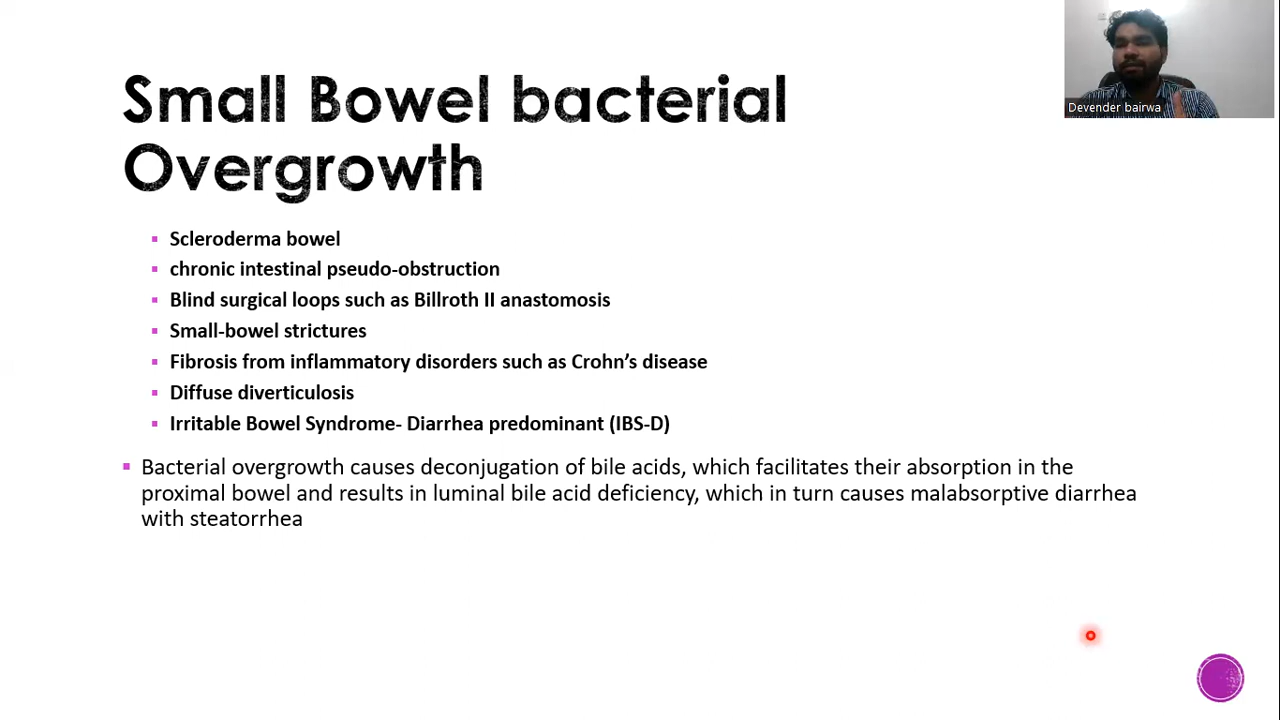 Devender bairwa
Small Bowel bacterial
Overgrowth
Scleroderma bowel
chronic intestinal pseudo-obstruction
Blind surgical loops such as Billroth II anastomosis
Small-bowel strictures
Fibrosis from inflammatory disorders such as Crohn’s disease
Diffuse diverticulosis
Irritable Bowel Syndrome- Diarrhea predominant (IBS-D)
Bacterial overgrowth causes deconjugation of bile acids, which facilitates their absorption in the
proximal bowel and results in luminal bile acid deficiency, which in turn causes malabsorptive diarrhea
with steatorrhea